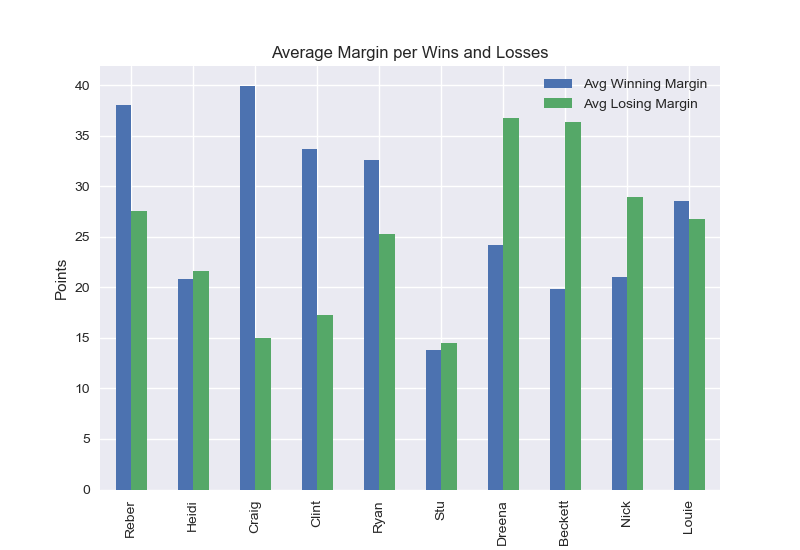 Average Margin per Wins and Losses
Avg Winning Margin
Avg Losing Margin
Points
40
35
30
25
20
15
10
5
0
Reber
Heidi
Craig
Clint
Ryan
Stu
Dreena
Beckett
Nick
Louie